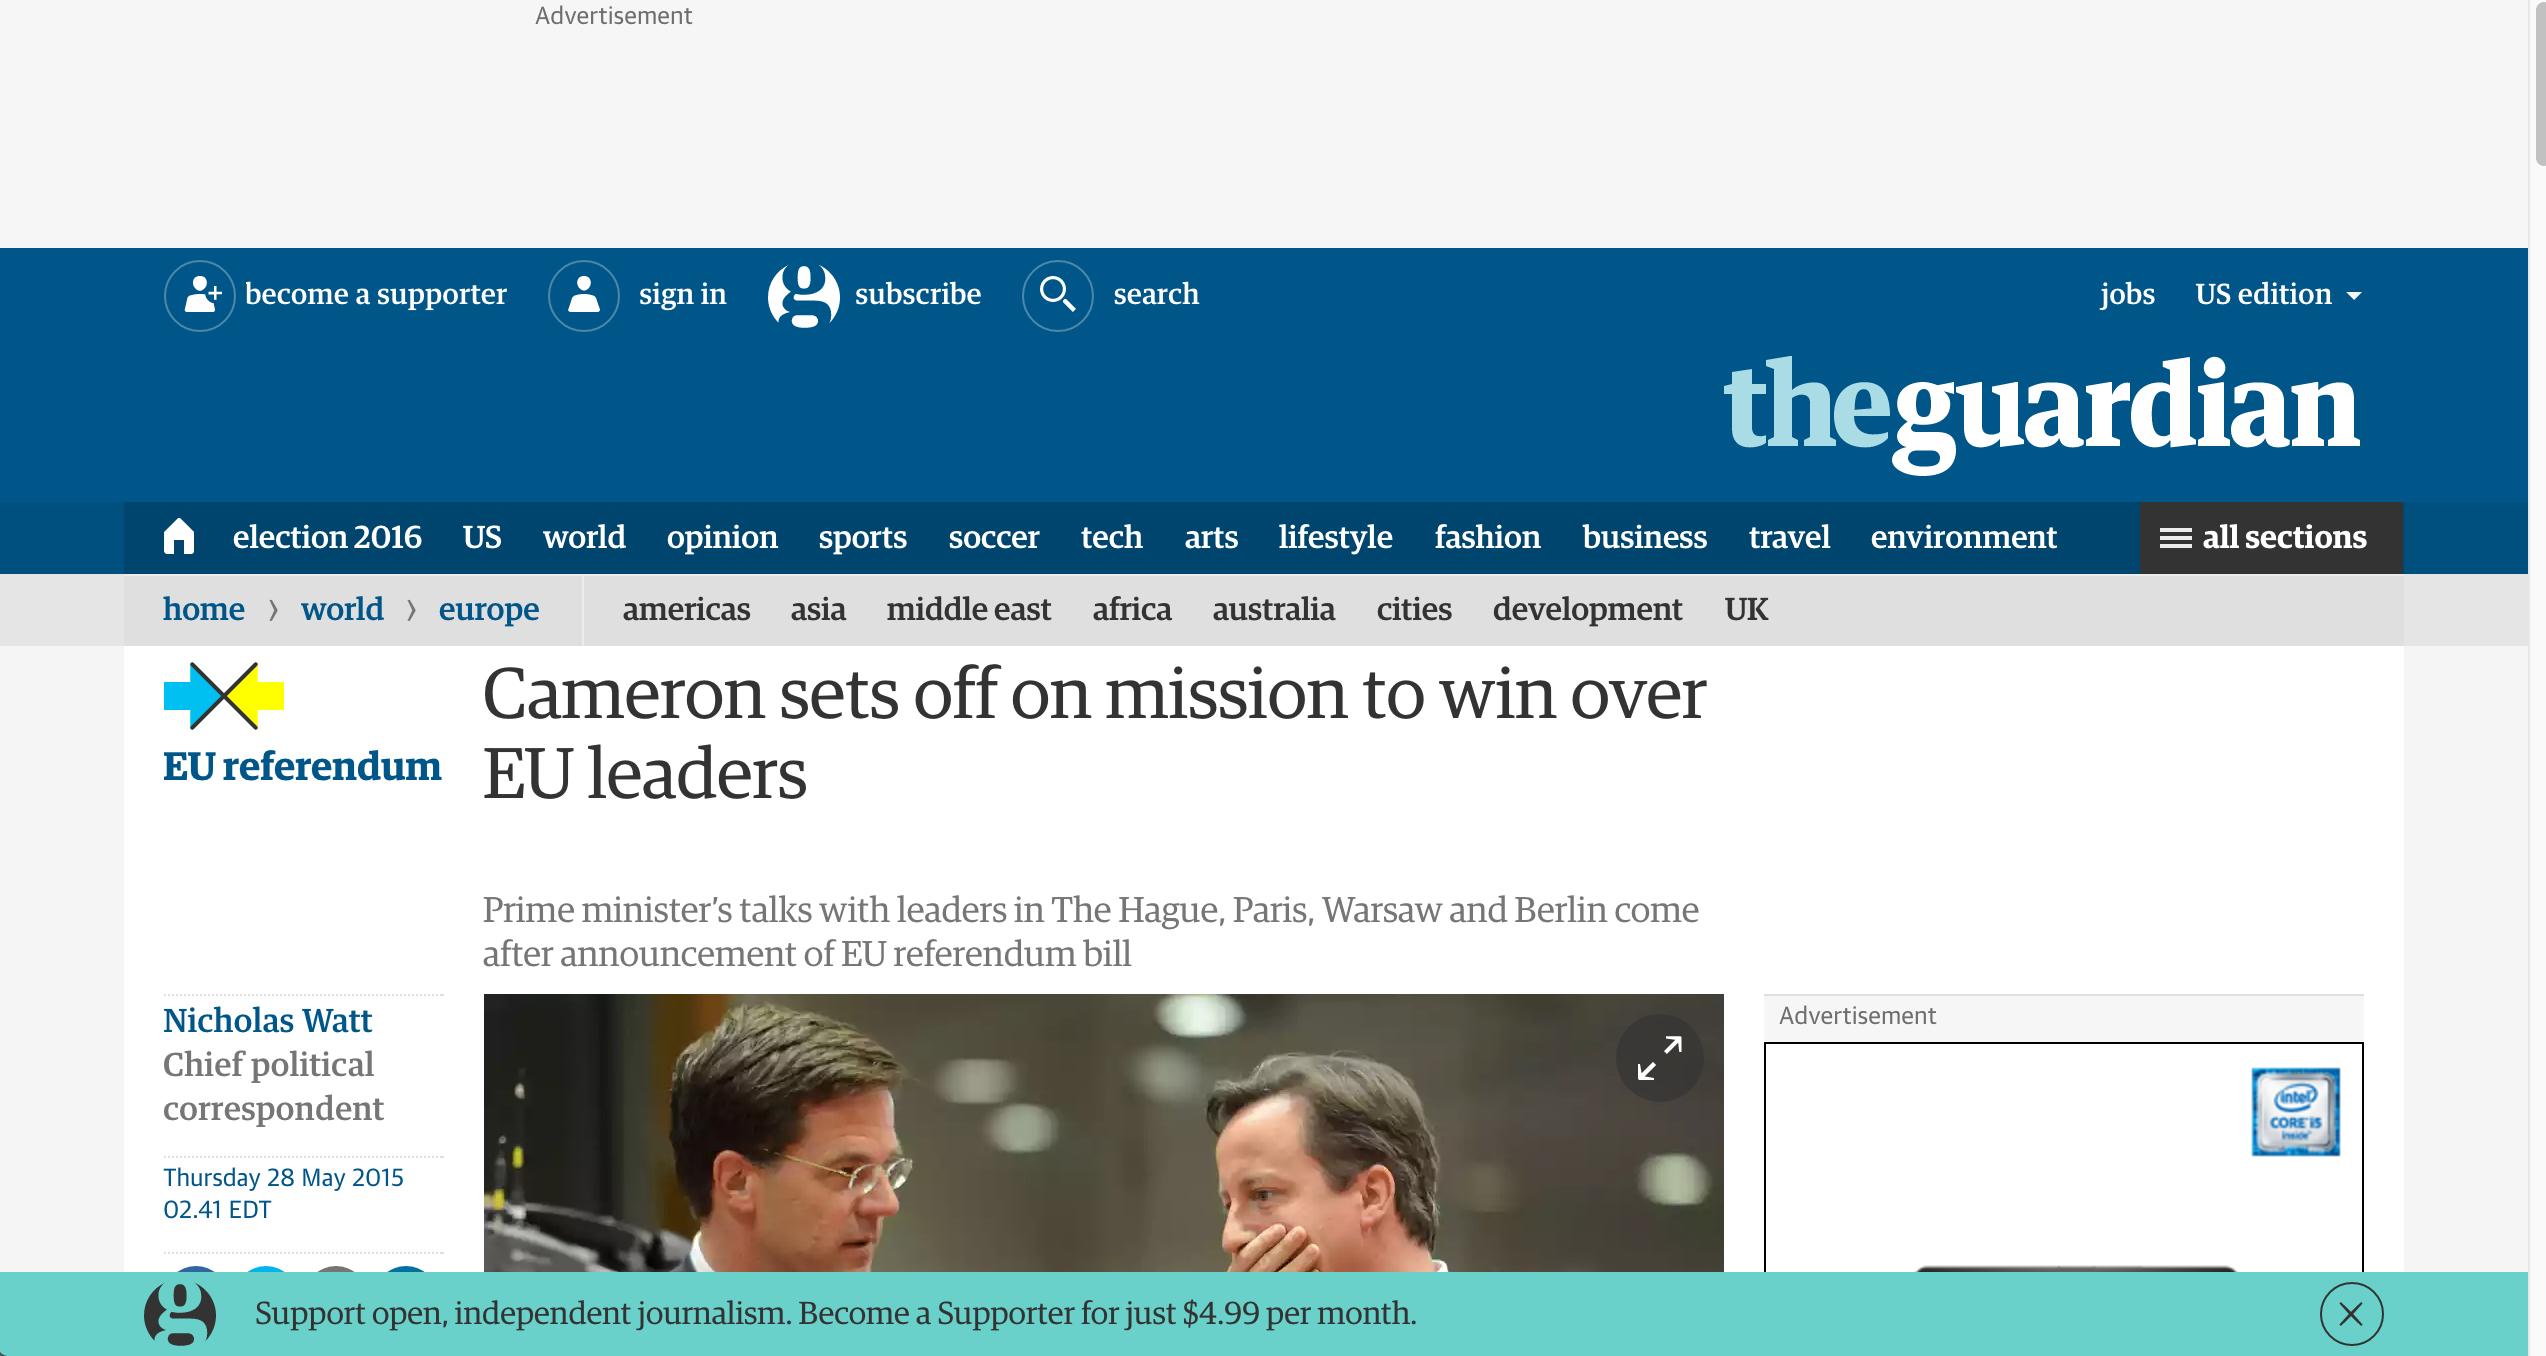 Advertisement
become a supporter
sign in
subscribe
search
jobs
US edition
theguardian
election 2016
US
world
opinion
sports
soccer
tech
arts
lifestyle
fashion
business
travel
environment
all sections
home
world
europe
americas
asia
middle east
africa
australia
cities
development
UK
EU referendum
Cameron sets off on mission to win over
EU leaders
Prime minister’s talks with leaders in The Hague, Paris, Warsaw and Berlin come
after announcement of EU referendum bill
Nicholas Watt
Chief political
correspondent
Thursday 28 May 2015
02.41 EDT
Advertisement
intel
CORE i5
inside
Support open, independent journalism. Become a Supporter for just $4.99 per month.